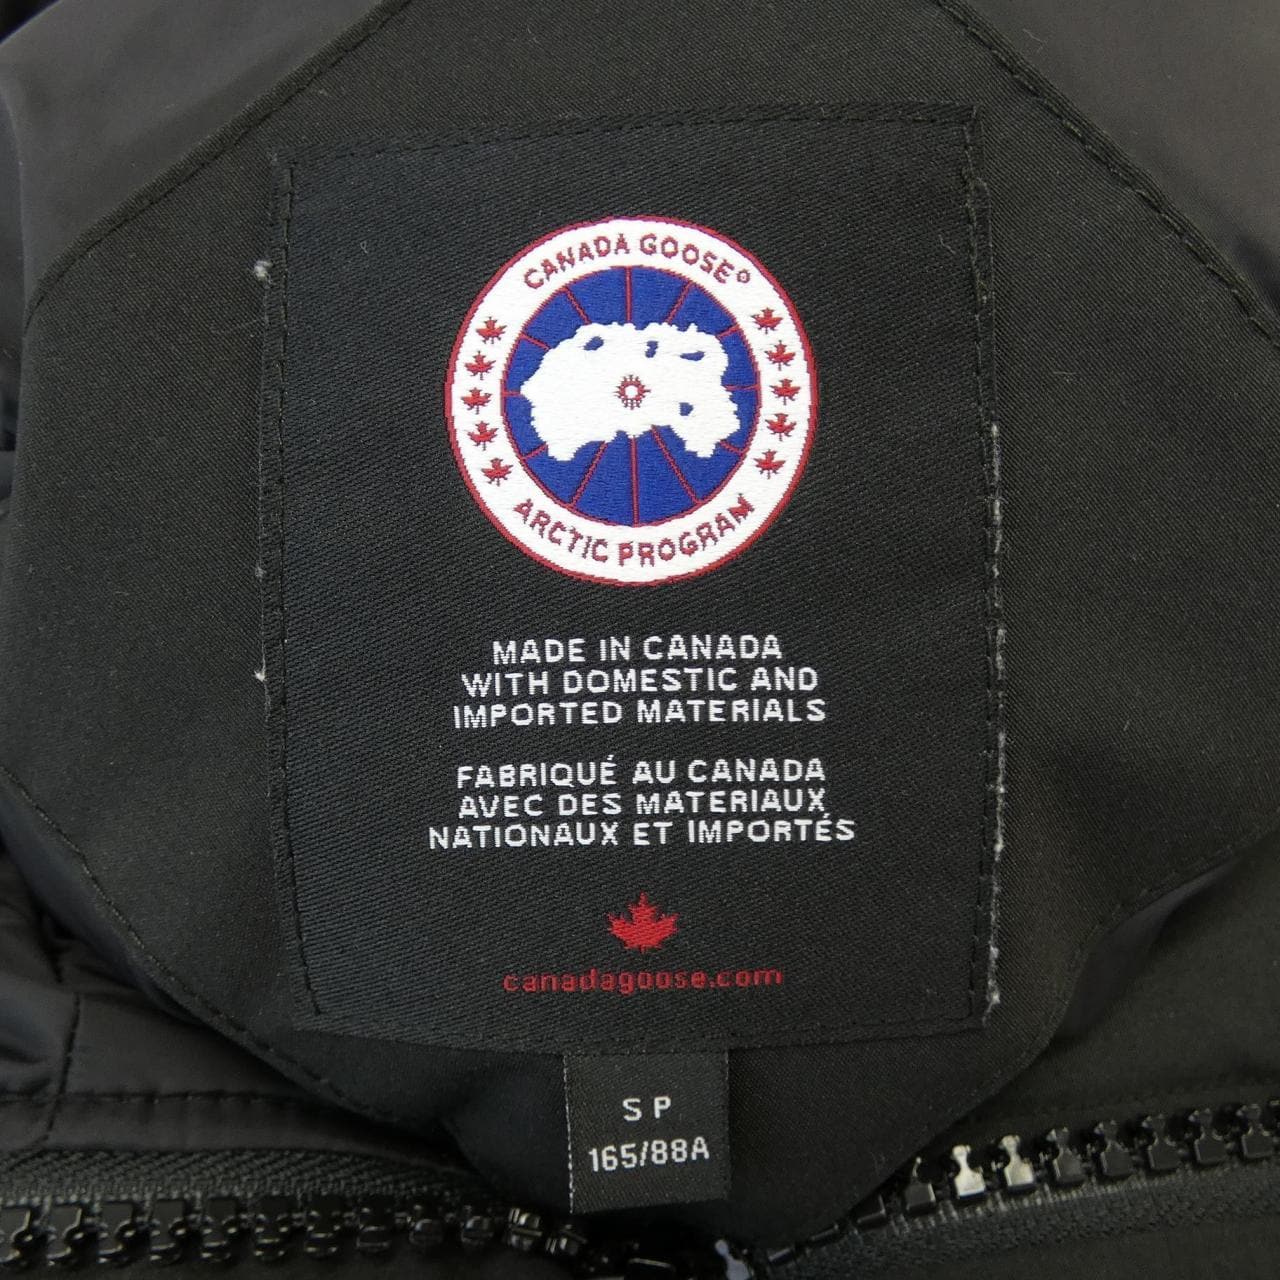 CANADA GOOSE®
ARCTIC PROGRAM
MADE IN CANADA
WITH DOMESTIC AND
IMPORTED MATERIALS
FABRIQUÉ AU CANADA
AVEC DES MATERIAUX
NATIONAUX ET IMPORTÉS
canadagoose.com
S P
165/88A